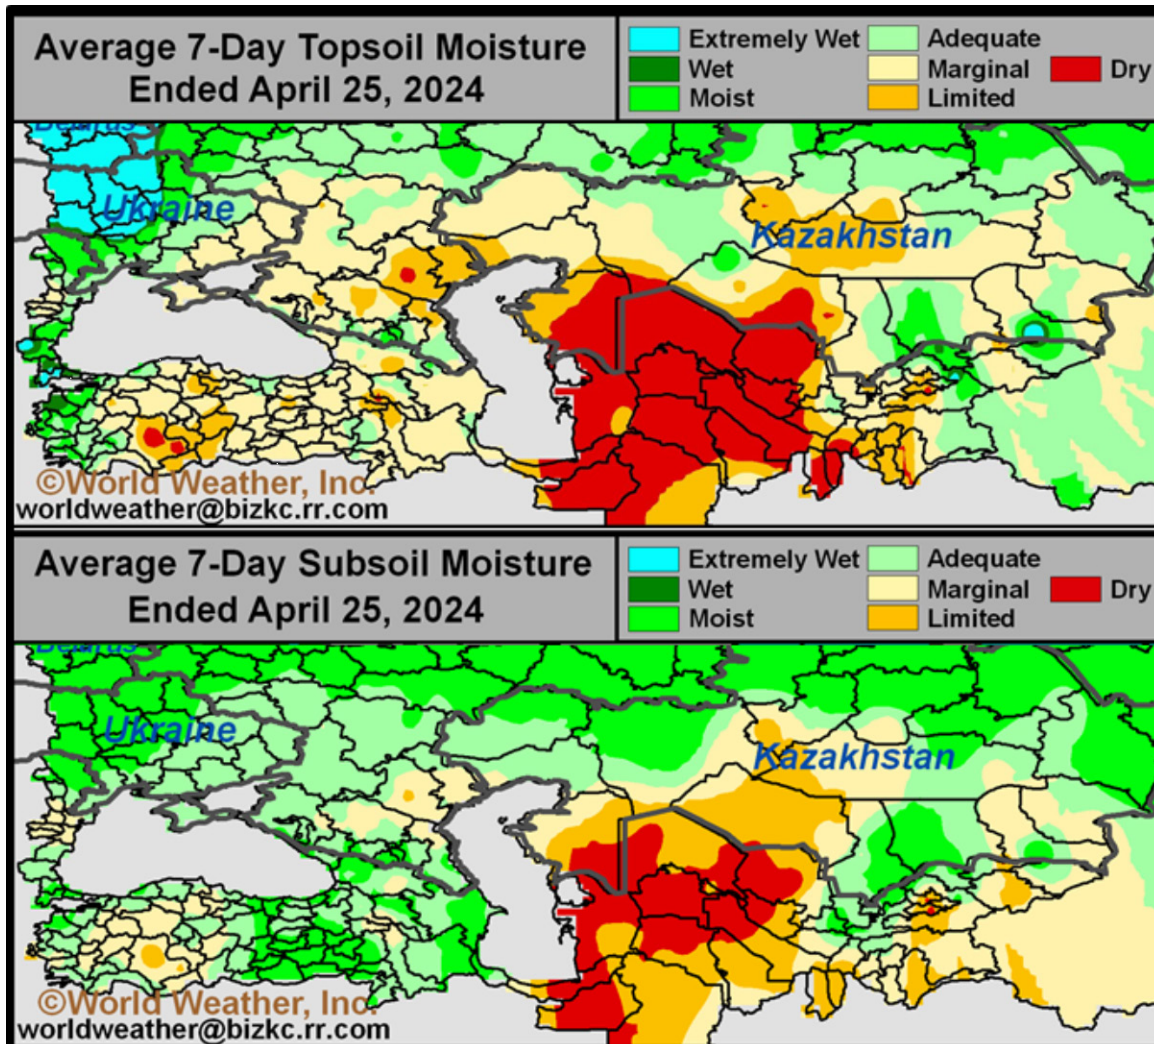 Average 7-Day Topsoil Moisture
Ended April 25, 2024
Extremely Wet
Wet
Moist
Adequate
Marginal
Limited
Dry
Belarus
Ukraine
Kazakhstan
©World Weather, Inc.
worldweather@bizkc.rr.com
Average 7-Day Subsoil Moisture
Ended April 25, 2024
Extremely Wet
Wet
Moist
Adequate
Marginal
Limited
Dry
Belarus
Ukraine
Kazakhstan
©World Weather, Inc.
worldweather@bizkc.rr.com